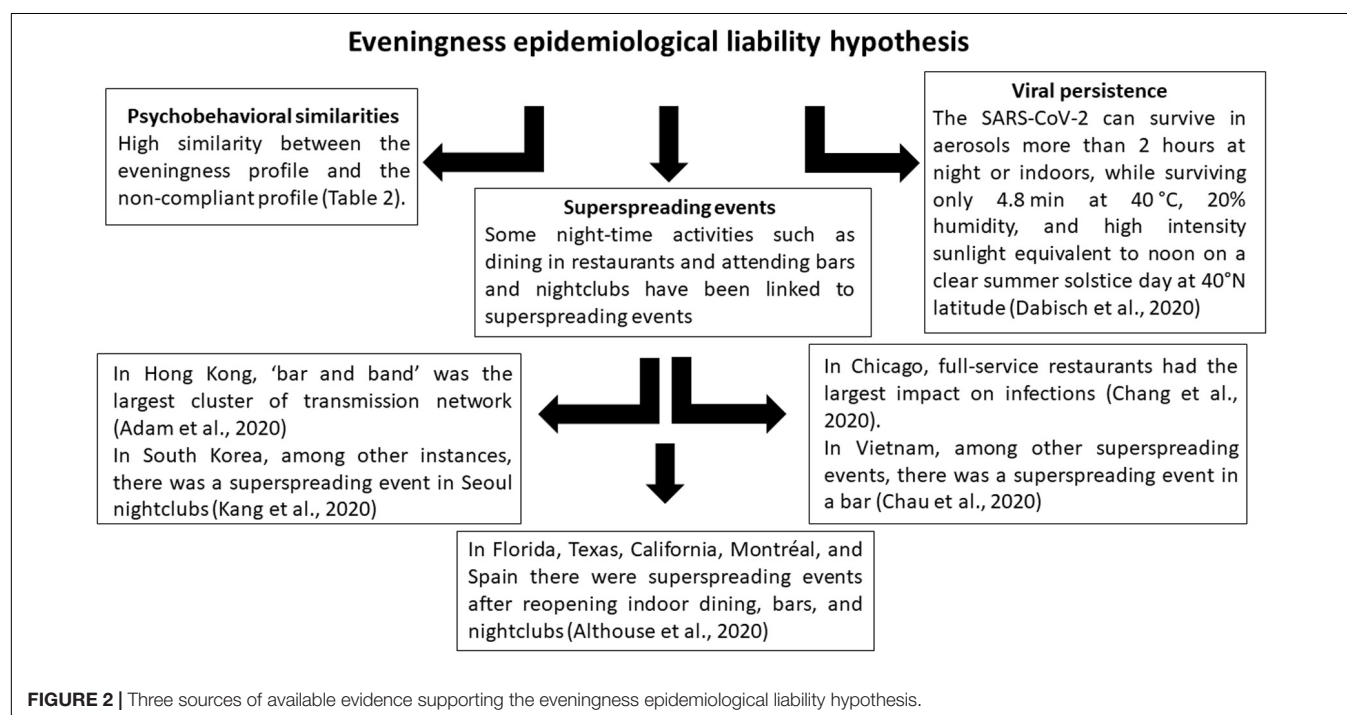 Eveningness epidemiological liability hypothesis
Psychobehavioral similarities
High similarity between the
eveningness profile and the
non-compliant profile (Table 2).
Superspreading events
Some night-time activities such as
dining in restaurants and attending bars
and nightclubs have been linked to
superspreading events
Viral persistence
The SARS-CoV-2 can survive in
aerosols more than 2 hours at
night or indoors, while surviving
only 4.8 min at 40 °C, 20%
humidity, and high intensity
sunlight equivalent to noon on a
clear summer solstice day at 40°N
latitude (Dabisch et al., 2020)
In Hong Kong, ‘bar and band’ was the
largest cluster of transmission network
(Adam et al., 2020)
In South Korea, among other instances,
there was a superspreading event in Seoul
nightclubs (Kang et al., 2020)
In Chicago, full-service restaurants had the
largest impact on infections (Chang et al.,
2020).
In Vietnam, among other superspreading
events, there was a superspreading event in
a bar (Chau et al., 2020)
In Florida, Texas, California, Montréal, and
Spain there were superspreading events
after reopening indoor dining, bars, and
nightclubs (Althouse et al., 2020)
FIGURE 2 | Three sources of available evidence supporting the eveningness epidemiological liability hypothesis.